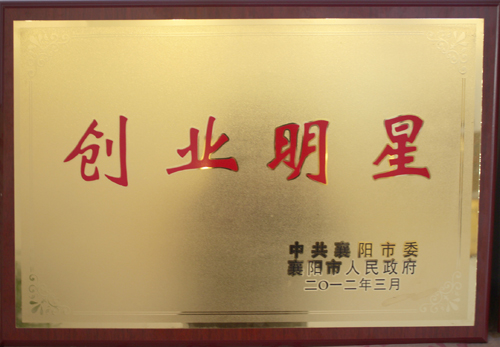 创业明星
中共襄阳市委
襄阳市人民政府
二〇一二年三月